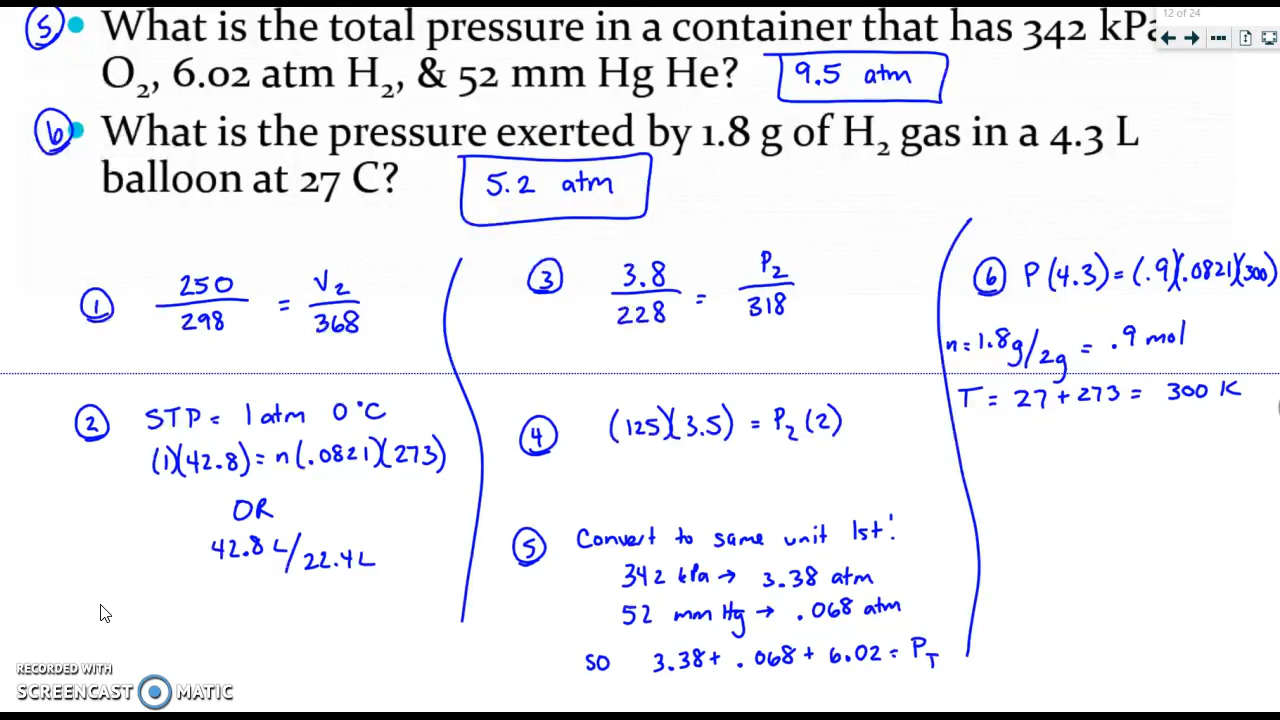 12 of 24
5 • What is the total pressure in a container that has 342 kPa
O₂, 6.02 atm H₂, & 52 mm Hg He? 9.5 atm
6 • What is the pressure exerted by 1.8 g of H₂ gas in a 4.3 L
balloon at 27 C? 5.2 atm
1 250/298 = V₂/368
2 STP = 1 atm 0°C
(1)(42.8) = n(.0821)(273)
OR
42.8 L/22.4 L
3 3.8/228 = P₂/318
4 (125)(3.5) = P₂(2)
5 Convert to same unit 1st!
342 kPa → 3.38 atm
52 mm Hg → .068 atm
so 3.38 + .068 + 6.02 = P_T
6 P(4.3) = (.9)(.0821)(300)
n = 1.8g/2g = .9 mol
T = 27 + 273 = 300 K
RECORDED WITH
SCREENCAST MATIC